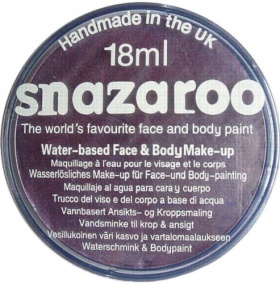 Handmade in the UK
18ml
snazaroo
The world's favourite face and body paint
Water-based Face & Body Make-up
Maquillage à l'eau pour le visage et le corps
Wasserlösliches Make-up für Face-und Body-painting
Maquillaje al agua para cara y cuerpo
Trucco del viso e del corpo a base di acqua
Vannbasert Ansikts- og Kroppsmaling
Vandsminke til krop & ansigt
Vesiliukoinen väri kasvo ja vartalomaalaukseen
Waterschmink & Bodypaint